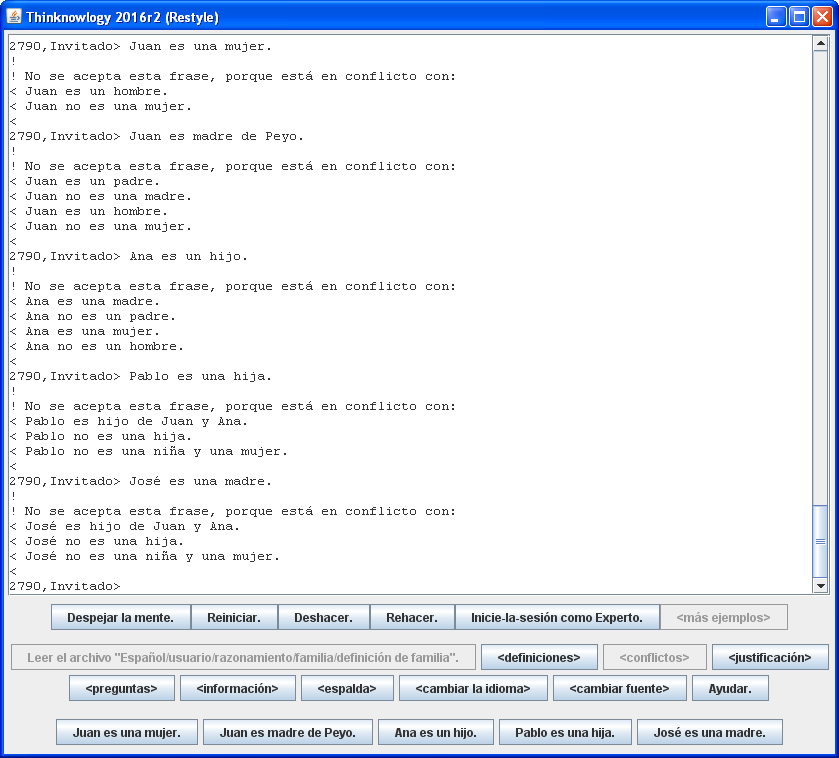 Thinknowlogy 2016r2 (Restyle)
2790,Invitado> Juan es una mujer.
!
! No se acepta esta frase, porque está en conflicto con:
< Juan es un hombre.
< Juan no es una mujer.
<
2790,Invitado> Juan es madre de Peyo.
!
! No se acepta esta frase, porque está en conflicto con:
< Juan es un padre.
< Juan no es una madre.
< Juan es un hombre.
< Juan no es una mujer.
<
2790,Invitado> Ana es un hijo.
!
! No se acepta esta frase, porque está en conflicto con:
< Ana es una madre.
< Ana no es un padre.
< Ana es una mujer.
< Ana no es un hombre.
<
2790,Invitado> Pablo es una hija.
!
! No se acepta esta frase, porque está en conflicto con:
< Pablo es hijo de Juan y Ana.
< Pablo no es una hija.
< Pablo no es una niña y una mujer.
<
2790,Invitado> José es una madre.
!
! No se acepta esta frase, porque está en conflicto con:
< José es hijo de Juan y Ana.
< José no es una hija.
< José no es una niña y una mujer.
<
2790,Invitado>
Despejar la mente. Reiniciar. Deshacer. Rehacer. Inicie-la-sesión como Experto. <más ejemplos>
Leer el archivo "Español/usuario/razonamiento/familia/definición de familia". <definiciones> <conflictos> <justificación>
<preguntas> <información> <espalda> <cambiar la idioma> <cambiar fuente> Ayudar.
Juan es una mujer. Juan es madre de Peyo. Ana es un hijo. Pablo es una hija. José es una madre.